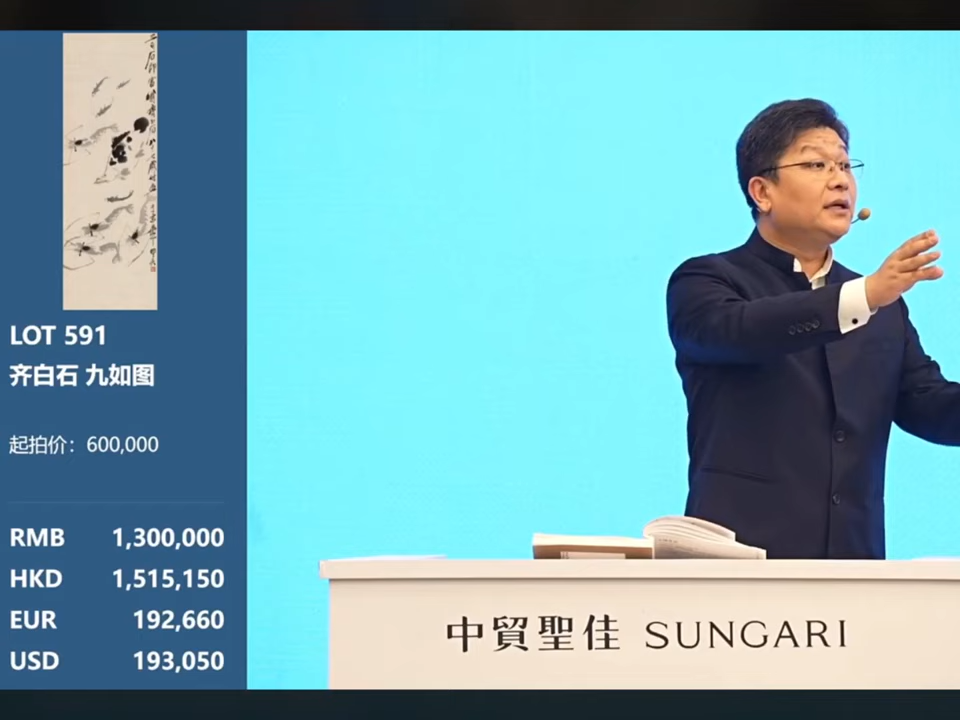 LOT 591
齐白石 九如图
起拍价: 600,000
RMB 1,300,000
HKD 1,515,150
EUR 192,660
USD 193,050
中貿聖佳 SUNGARI